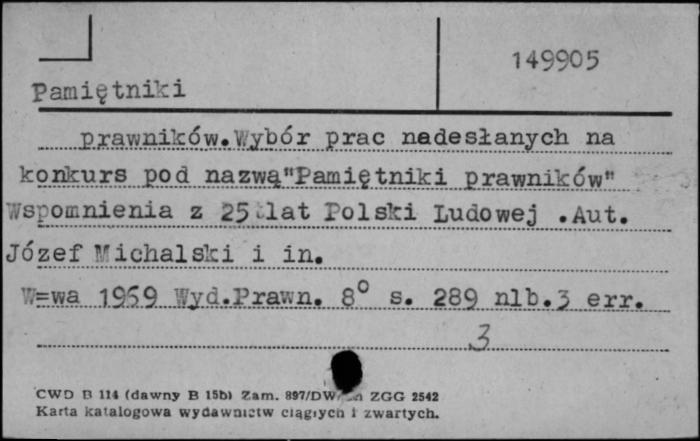 149905
Pamiętniki
prawników.Wybór prac nadesłanych na
konkurs pod nazwą"Pamiętniki prawników"
Wspomnienia z 25 lat Polski Ludowej .Aut.
Józef Michalski i in.
W=wa 1969 Wyd.Prawn. 8° s. 289 nlb.3 err.
3
CWD B 114 (dawny B 15b) Zam. 897/DW ZGG 2542
Karta katalogowa wydawnictw ciągłych i zwartych.